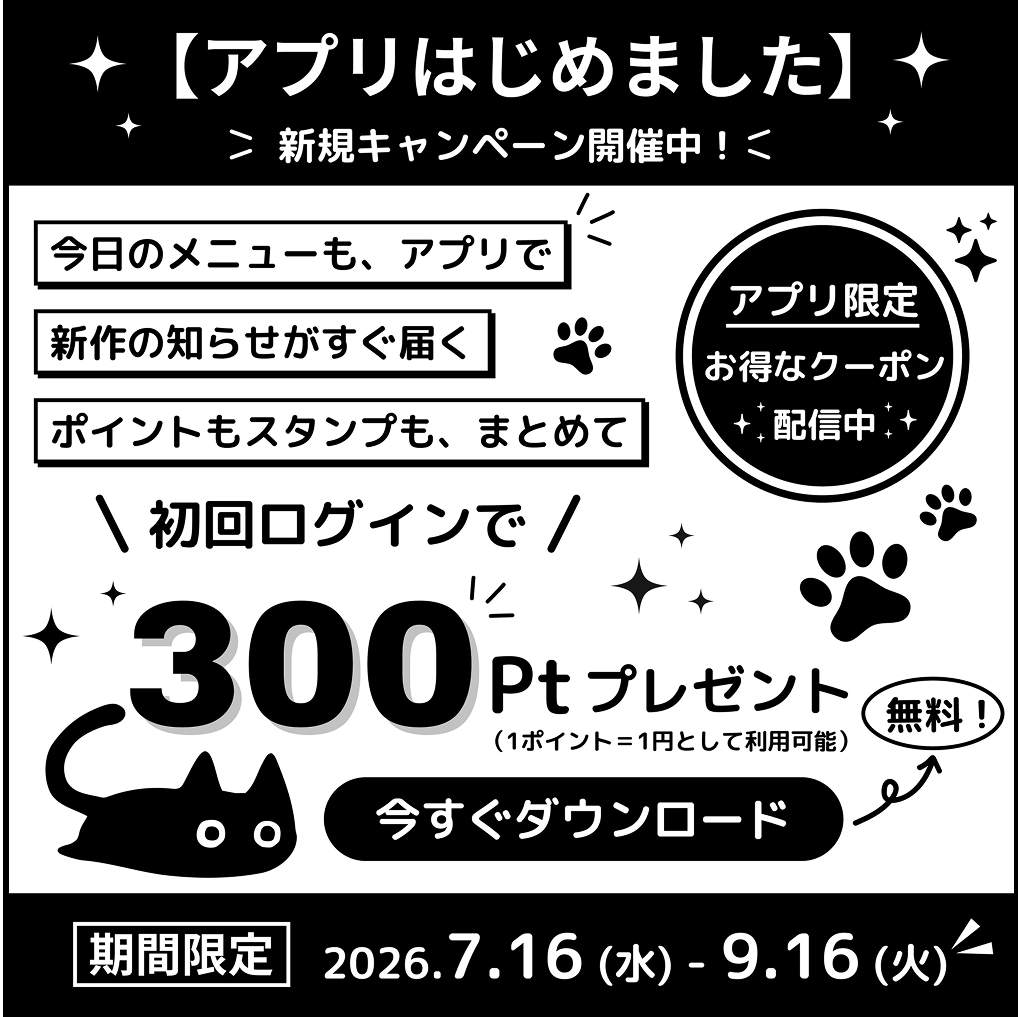 【アプリはじめました】
新規キャンペーン開催中！
今日のメニューも、アプリで
新作の知らせがすぐ届く
ポイントもスタンプも、まとめて
アプリ限定
お得なクーポン
配信中
初回ログインで
300
Ptプレゼント
（1ポイント＝1円として利用可能）
無料！
今すぐダウンロード
期間限定
2026.7.16 (水) - 9.16 (火)